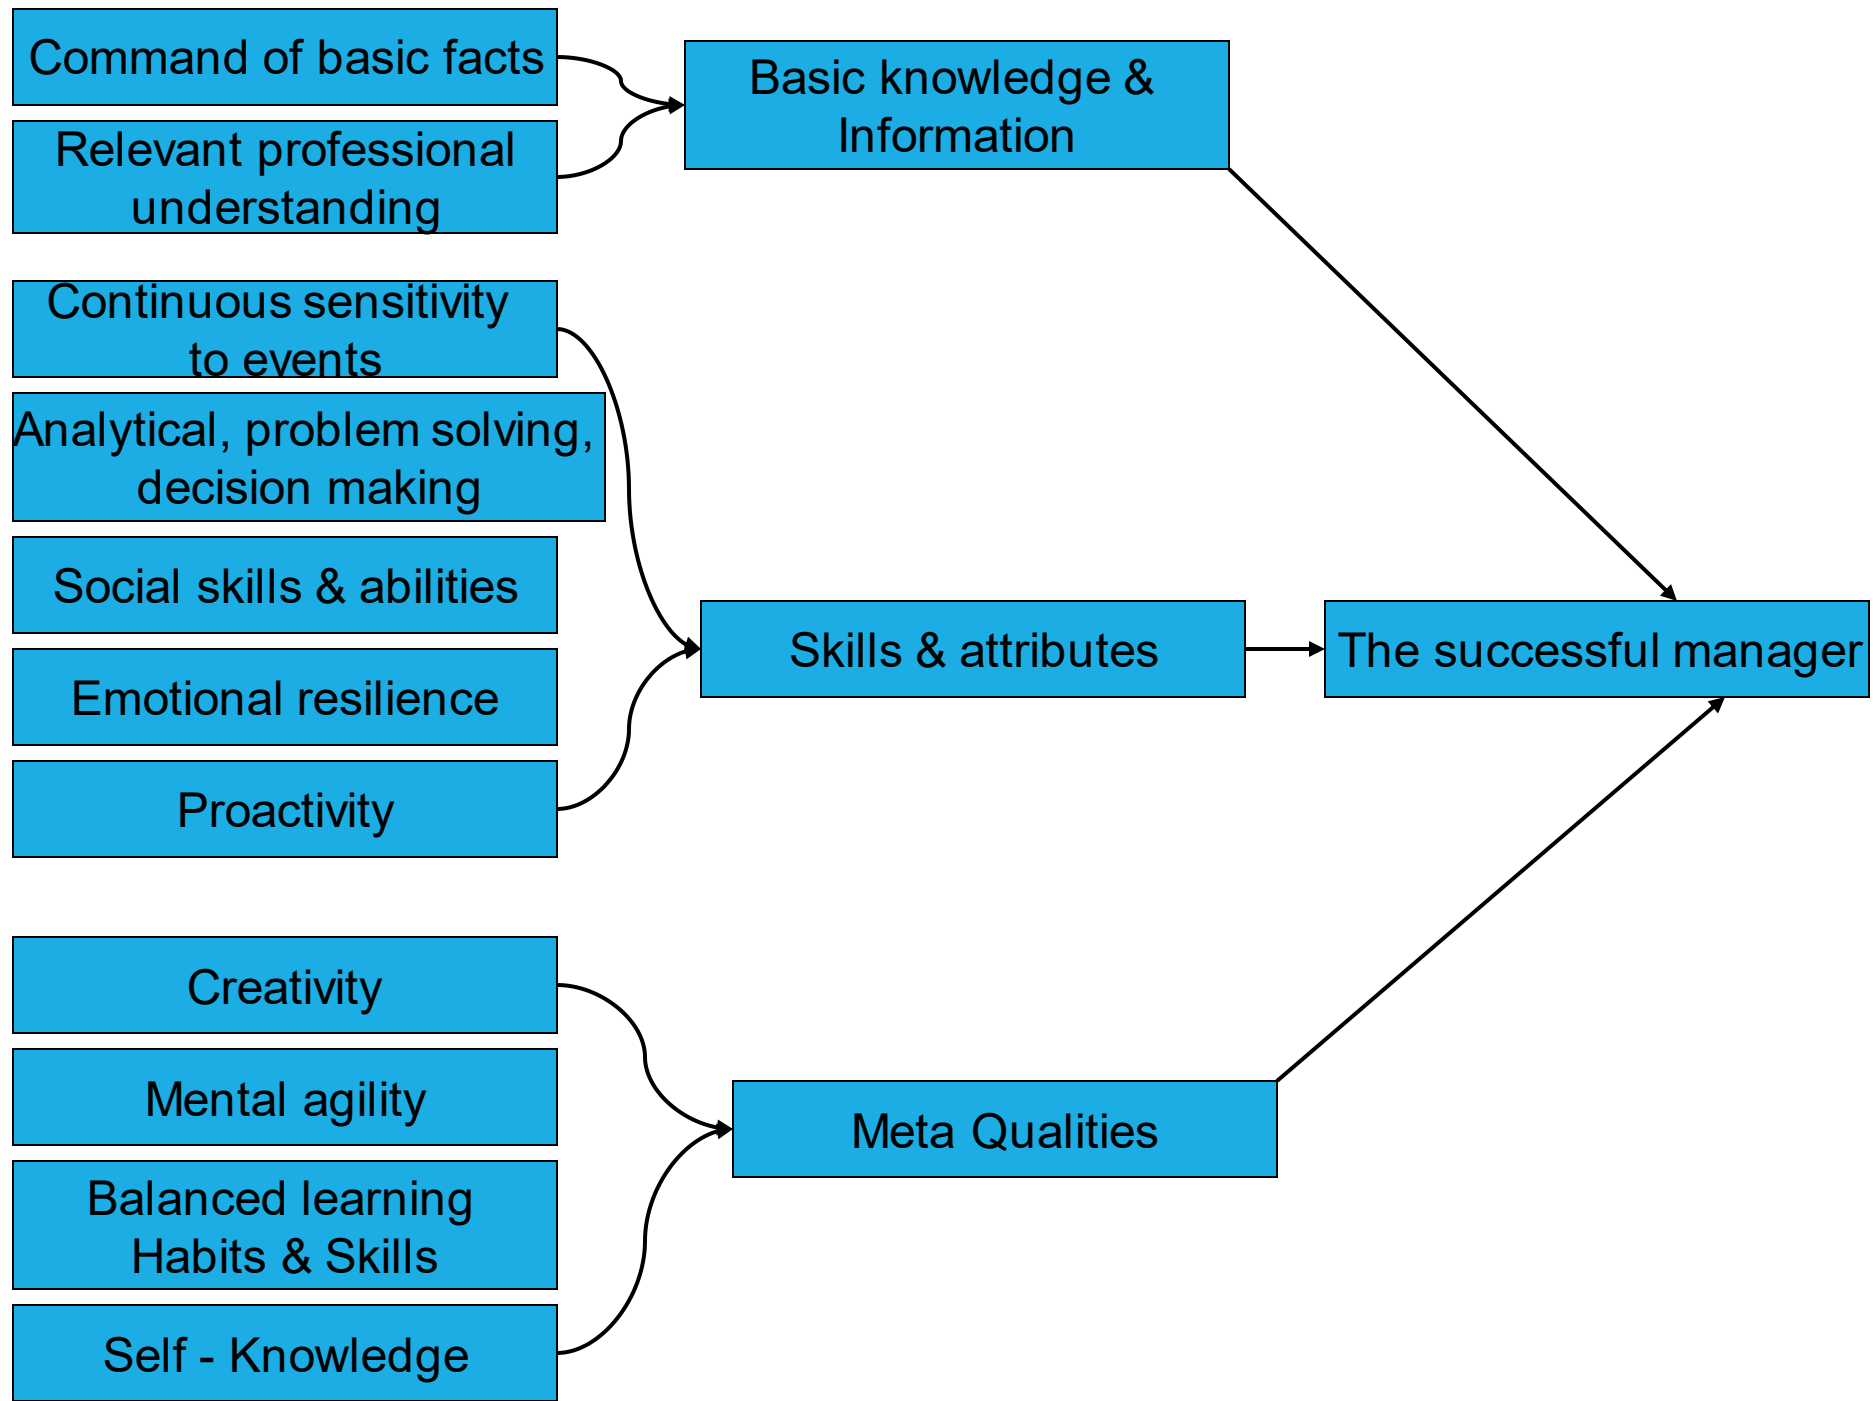 Command of basic facts
Relevant professional
understanding
Basic knowledge &
Information
Continuous sensitivity
to events
Analytical, problem solving,
decision making
Social skills & abilities
Emotional resilience
Proactivity
Skills & attributes
The successful manager
Creativity
Mental agility
Balanced learning
Habits & Skills
Self - Knowledge
Meta Qualities